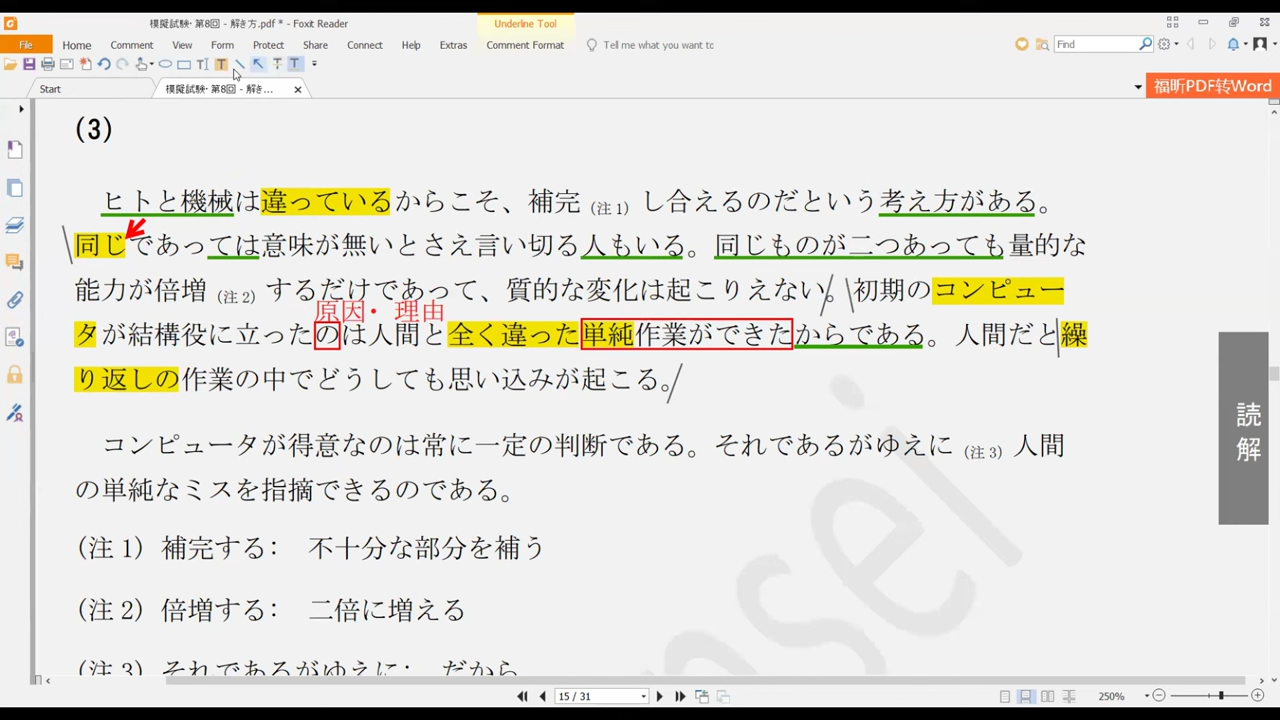 模擬試験· 第8回 - 解き方.pdf * - Foxit Reader
Underline Tool
File Home Comment View Form Protect Share Connect Help Extras Comment Format Tell me what you want tc Find
Start 模擬試験· 第8回 - 解き... 福昕PDF转Word
(3)
ヒトと機械は違っているからこそ、補完（注1）し合えるのだという考え方がある。
同じであっては意味が無いとさえ言い切る人もいる。同じものが二つあっても量的な
能力が倍増（注2）するだけであって、質的な変化は起こりえない。初期のコンピュー
原因・理由
タが結構役に立ったのは人間と全く違った単純作業ができたからである。人間だと繰
り返しの作業の中でどうしても思い込みが起こる。
コンピュータが得意なのは常に一定の判断である。それであるがゆえに（注3）人間
の単純なミスを指摘できるのである。
（注1）補完する： 不十分な部分を補う
（注2）倍増する： 二倍に増える
（注3）それであるがゆえに： だから
読解
nsei
15 / 31
250%